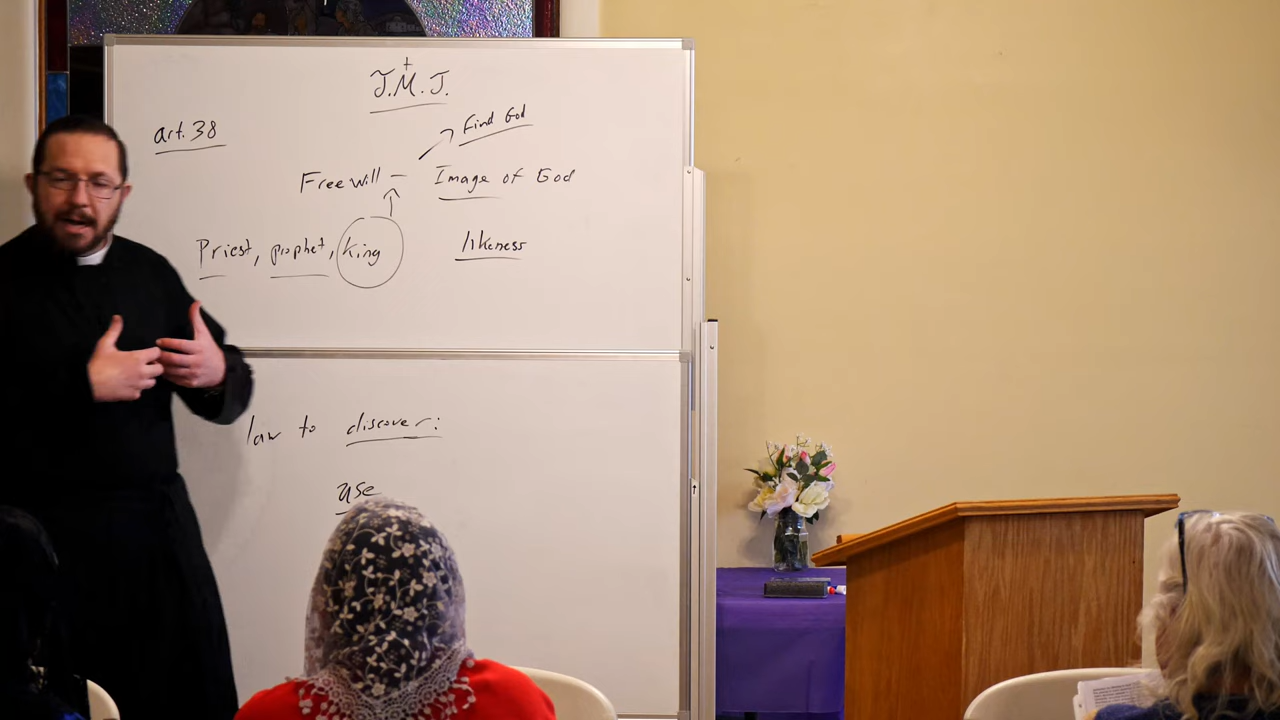 J.M.J.
art. 38
Find God
Free will – Image of God
Priest, prophet, king
likeness
law to discover:
use